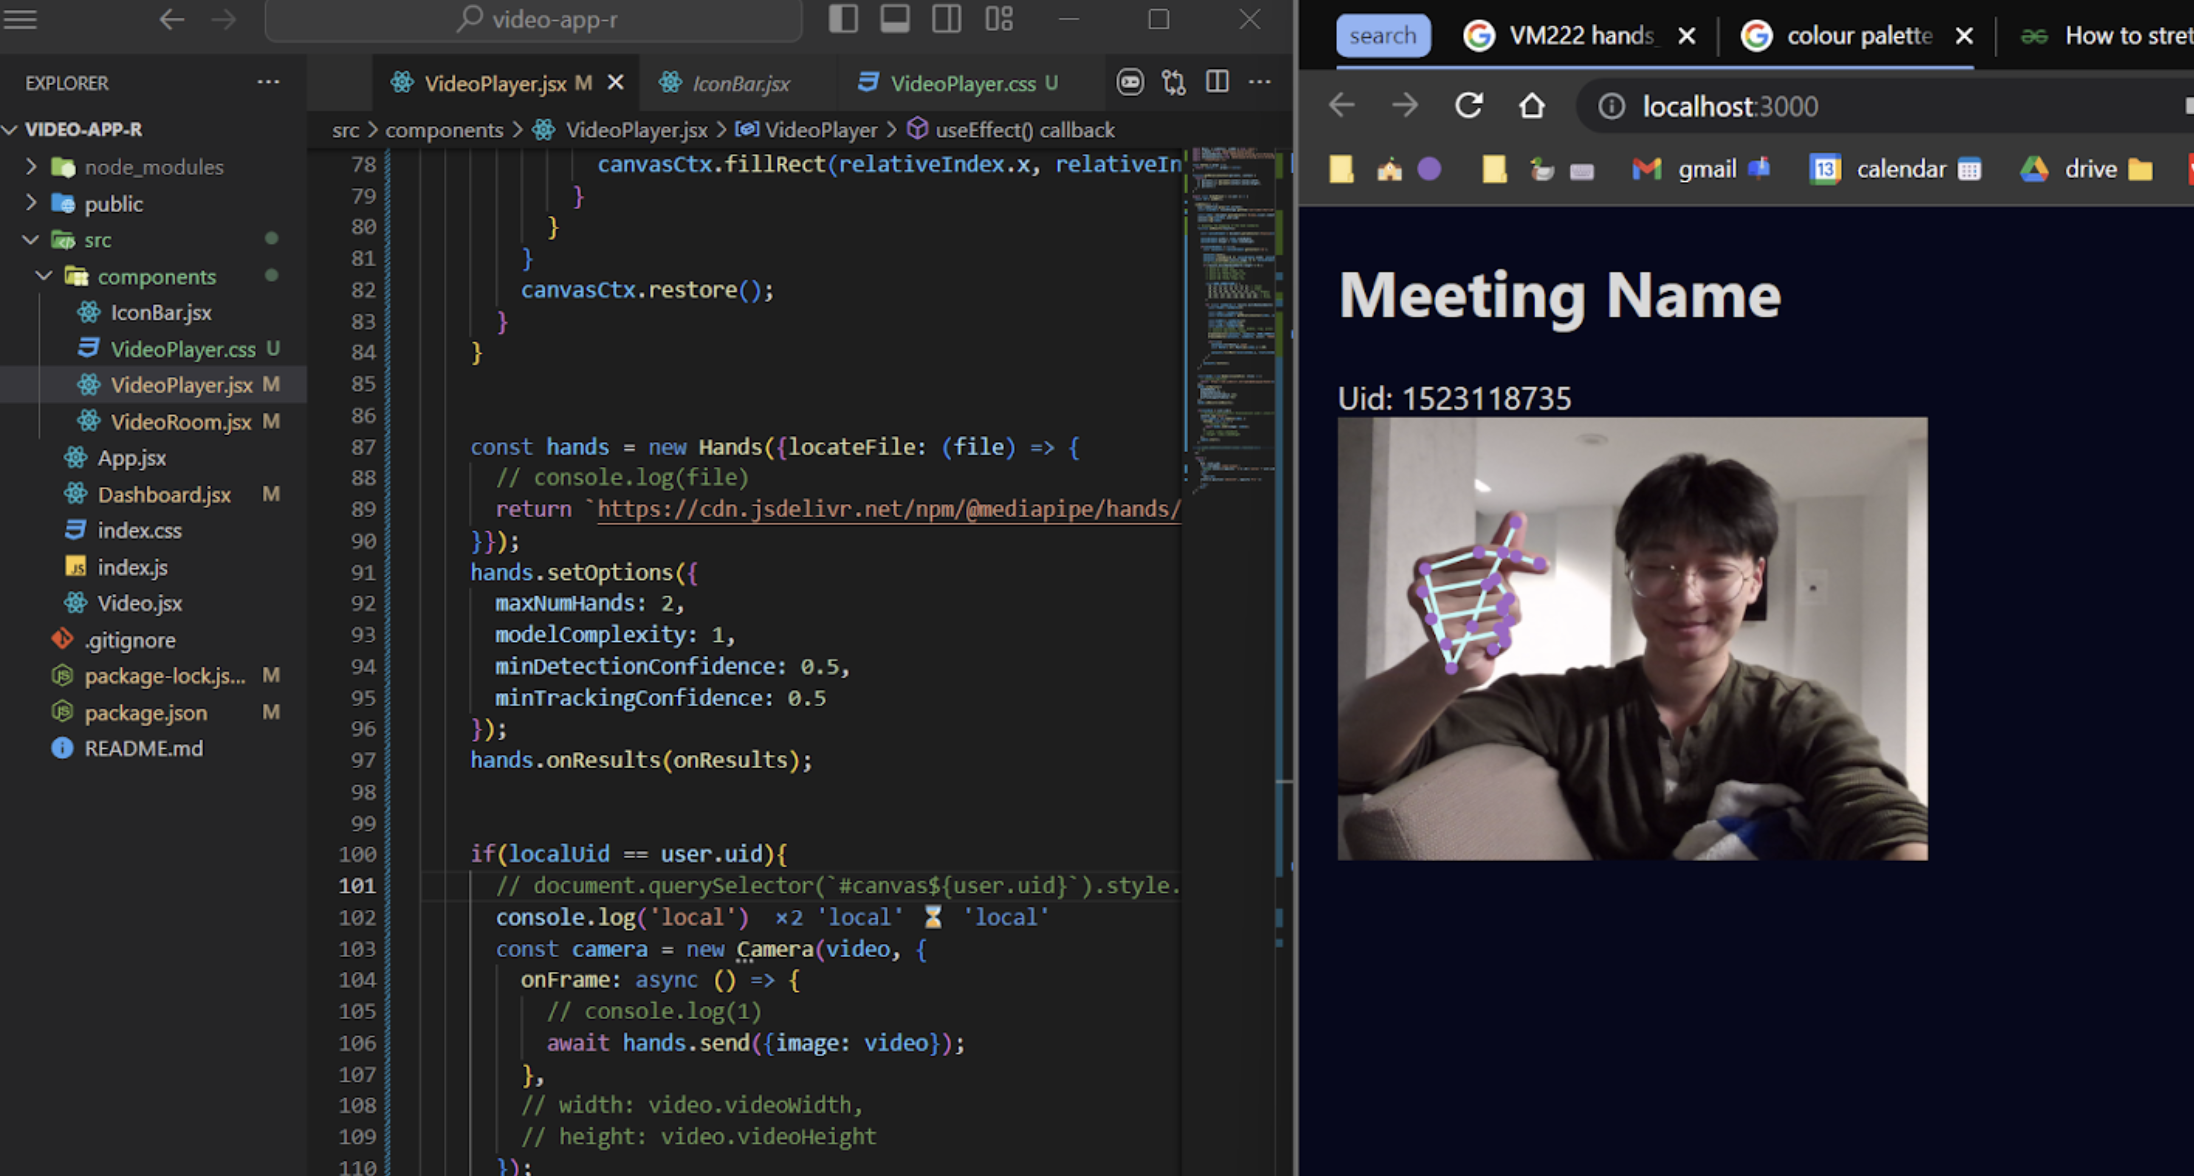 video-app-r
EXPLORER ...
VIDEO-APP-R
node_modules
public
src
components
IconBar.jsx
VideoPlayer.css U
VideoPlayer.jsx M
VideoRoom.jsx M
App.jsx
Dashboard.jsx M
index.css
JS index.js
Video.jsx
.gitignore
package-lock.js... M
package.json M
README.md
VideoPlayer.jsx M
IconBar.jsx
VideoPlayer.css U
src > components > VideoPlayer.jsx > VideoPlayer > useEffect() callback
78 canvasCtx.fillRect(relativeIndex.x, relativeIn
79 }
80 }
81 }
82 canvasCtx.restore();
83 }
84 }
85
86
87 const hands = new Hands({locateFile: (file) => {
88 // console.log(file)
89 return `https://cdn.jsdelivr.net/npm/@mediapipe/hands/
90 }});
91 hands.setOptions({
92 maxNumHands: 2,
93 modelComplexity: 1,
94 minDetectionConfidence: 0.5,
95 minTrackingConfidence: 0.5
96 });
97 hands.onResults(onResults);
98
99
100 if(localUid == user.uid){
101 // document.querySelector(`#canvas${user.uid}`).style.
102 console.log('local') ×2 'local' ⌛ 'local'
103 const camera = new Camera(video, {
104 onFrame: async () => {
105 // console.log(1)
106 await hands.send({image: video});
107 },
108 // width: video.videoWidth,
109 // height: video.videoHeight
110 });
search
VM222 hands_
colour palette
How to stret
localhost:3000
gmail
13 calendar
drive
Meeting Name
Uid: 1523118735